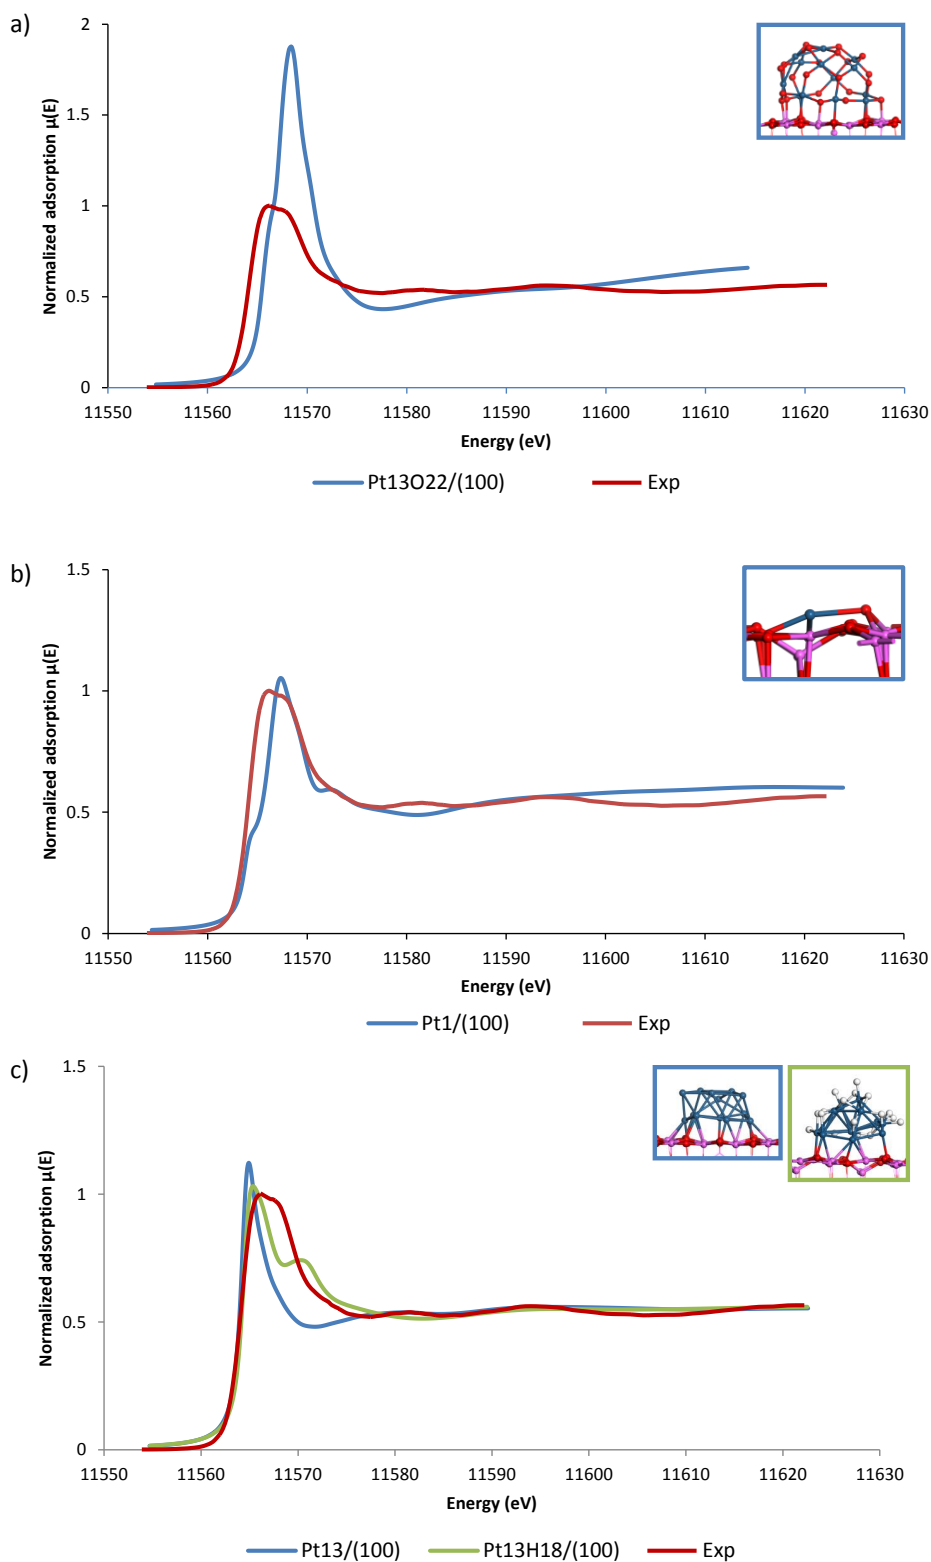 a)
2
1.5
1
0.5
0
Normalized adsorption µ(E)
11550 11560 11570 11580 11590 11600 11610 11620 11630
Energy (eV)
Pt13O22/(100) Exp
b)
1.5
1
0.5
0
Normalized adsorption µ(E)
11550 11560 11570 11580 11590 11600 11610 11620 11630
Energy (eV)
Pt1/(100) Exp
c)
1.5
1
0.5
0
Normalized adsorption µ(E)
11550 11560 11570 11580 11590 11600 11610 11620 11630
Energy (eV)
Pt13/(100) Pt13H18/(100) Exp